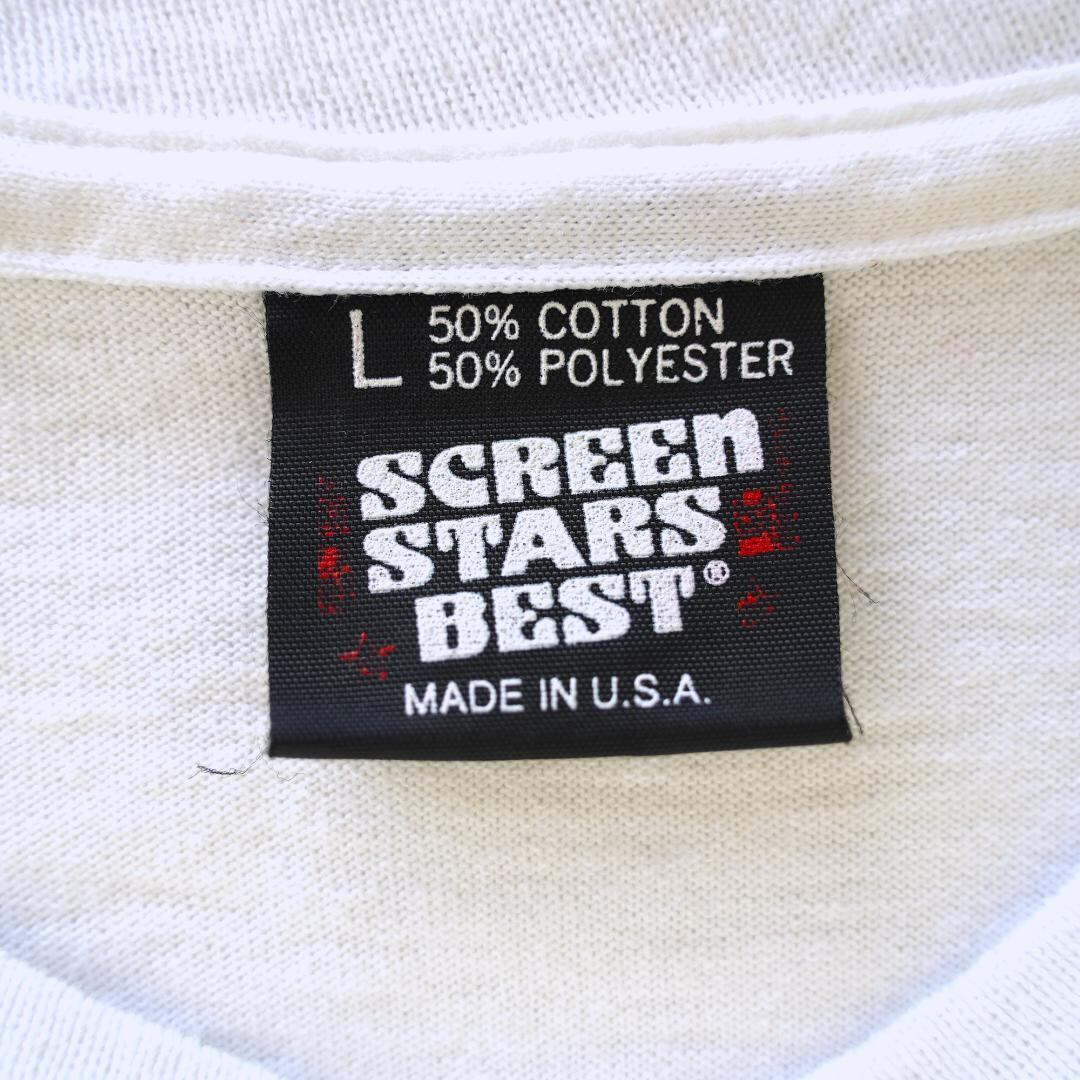 L 50% COTTON
50% POLYESTER
SCREEN
STARS
BEST®
MADE IN U.S.A.